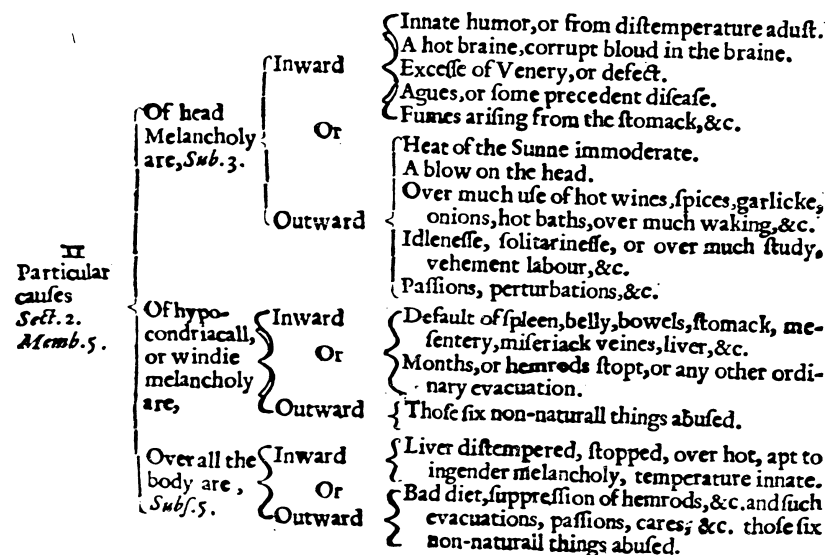 II
Particular
cauſes
Sect.2.
Memb.5.
Of head
Melancholy
are, Sub.3.
Inward
Or
Outward
Innate humor, or from diſtemperature aduſt.
A hot braine, corrupt bloud in the braine.
Exceſſe of Venery, or defect.
Agues, or ſome precedent diſeaſe.
Fumes ariſing from the ſtomack, &c.
Heat of the Sunne immoderate.
A blow on the head.
Over much uſe of hot wines, ſpices, garlicke,
onions, hot baths, over much waking, &c.
Idleneſſe, ſolitarineſſe, or over much ſtudy,
vehement labour, &c.
Paſſions, perturbations, &c.
Of hypo-
condriacall,
or windie
melancholy
are,
Inward
Or
Outward
Default of ſpleen, belly, bowels, ſtomack, me-
ſentery, miſeriack veines, liver, &c.
Months, or hemrods ſtopt, or any other ordi-
nary evacuation.
Thoſe ſix non-naturall things abuſed.
Over all the
body are,
Subſ.5.
Inward
Or
Outward
Liver diſtempered, ſtopped, over hot, apt to
ingender melancholy, temperature innate.
Bad diet, ſuppreſſion of hemrods, &c. and ſuch
evacuations, paſſions, cares, &c. thoſe ſix
non-naturall things abuſed.